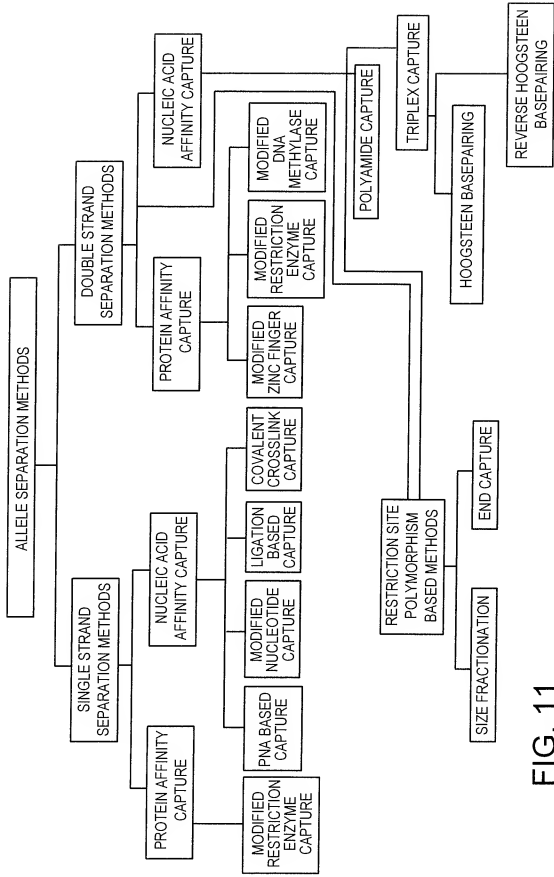 ALLELE SEPARATION METHODS
SINGLE STRAND
SEPARATION METHODS
DOUBLE STRAND
SEPARATION METHODS
PROTEIN AFFINITY
CAPTURE
NUCLEIC ACID
AFFINITY CAPTURE
PROTEIN AFFINITY
CAPTURE
NUCLEIC ACID
AFFINITY CAPTURE
MODIFIED
RESTRICTION
ENZYME
CAPTURE
PNA BASED
CAPTURE
MODIFIED
NUCLEOTIDE
CAPTURE
LIGATION
BASED
CAPTURE
COVALENT
CROSSLINK
CAPTURE
MODIFIED
ZINC FINGER
CAPTURE
MODIFIED
RESTRICTION
ENZYME
CAPTURE
MODIFIED
DNA
METHYLASE
CAPTURE
POLYAMIDE CAPTURE
TRIPLEX CAPTURE
RESTRICTION SITE
POLYMORPHISM
BASED METHODS
SIZE FRACTIONATION
END CAPTURE
HOOGSTEEN BASEPAIRING
REVERSE HOOGSTEEN
BASEPAIRING
FIG. 11